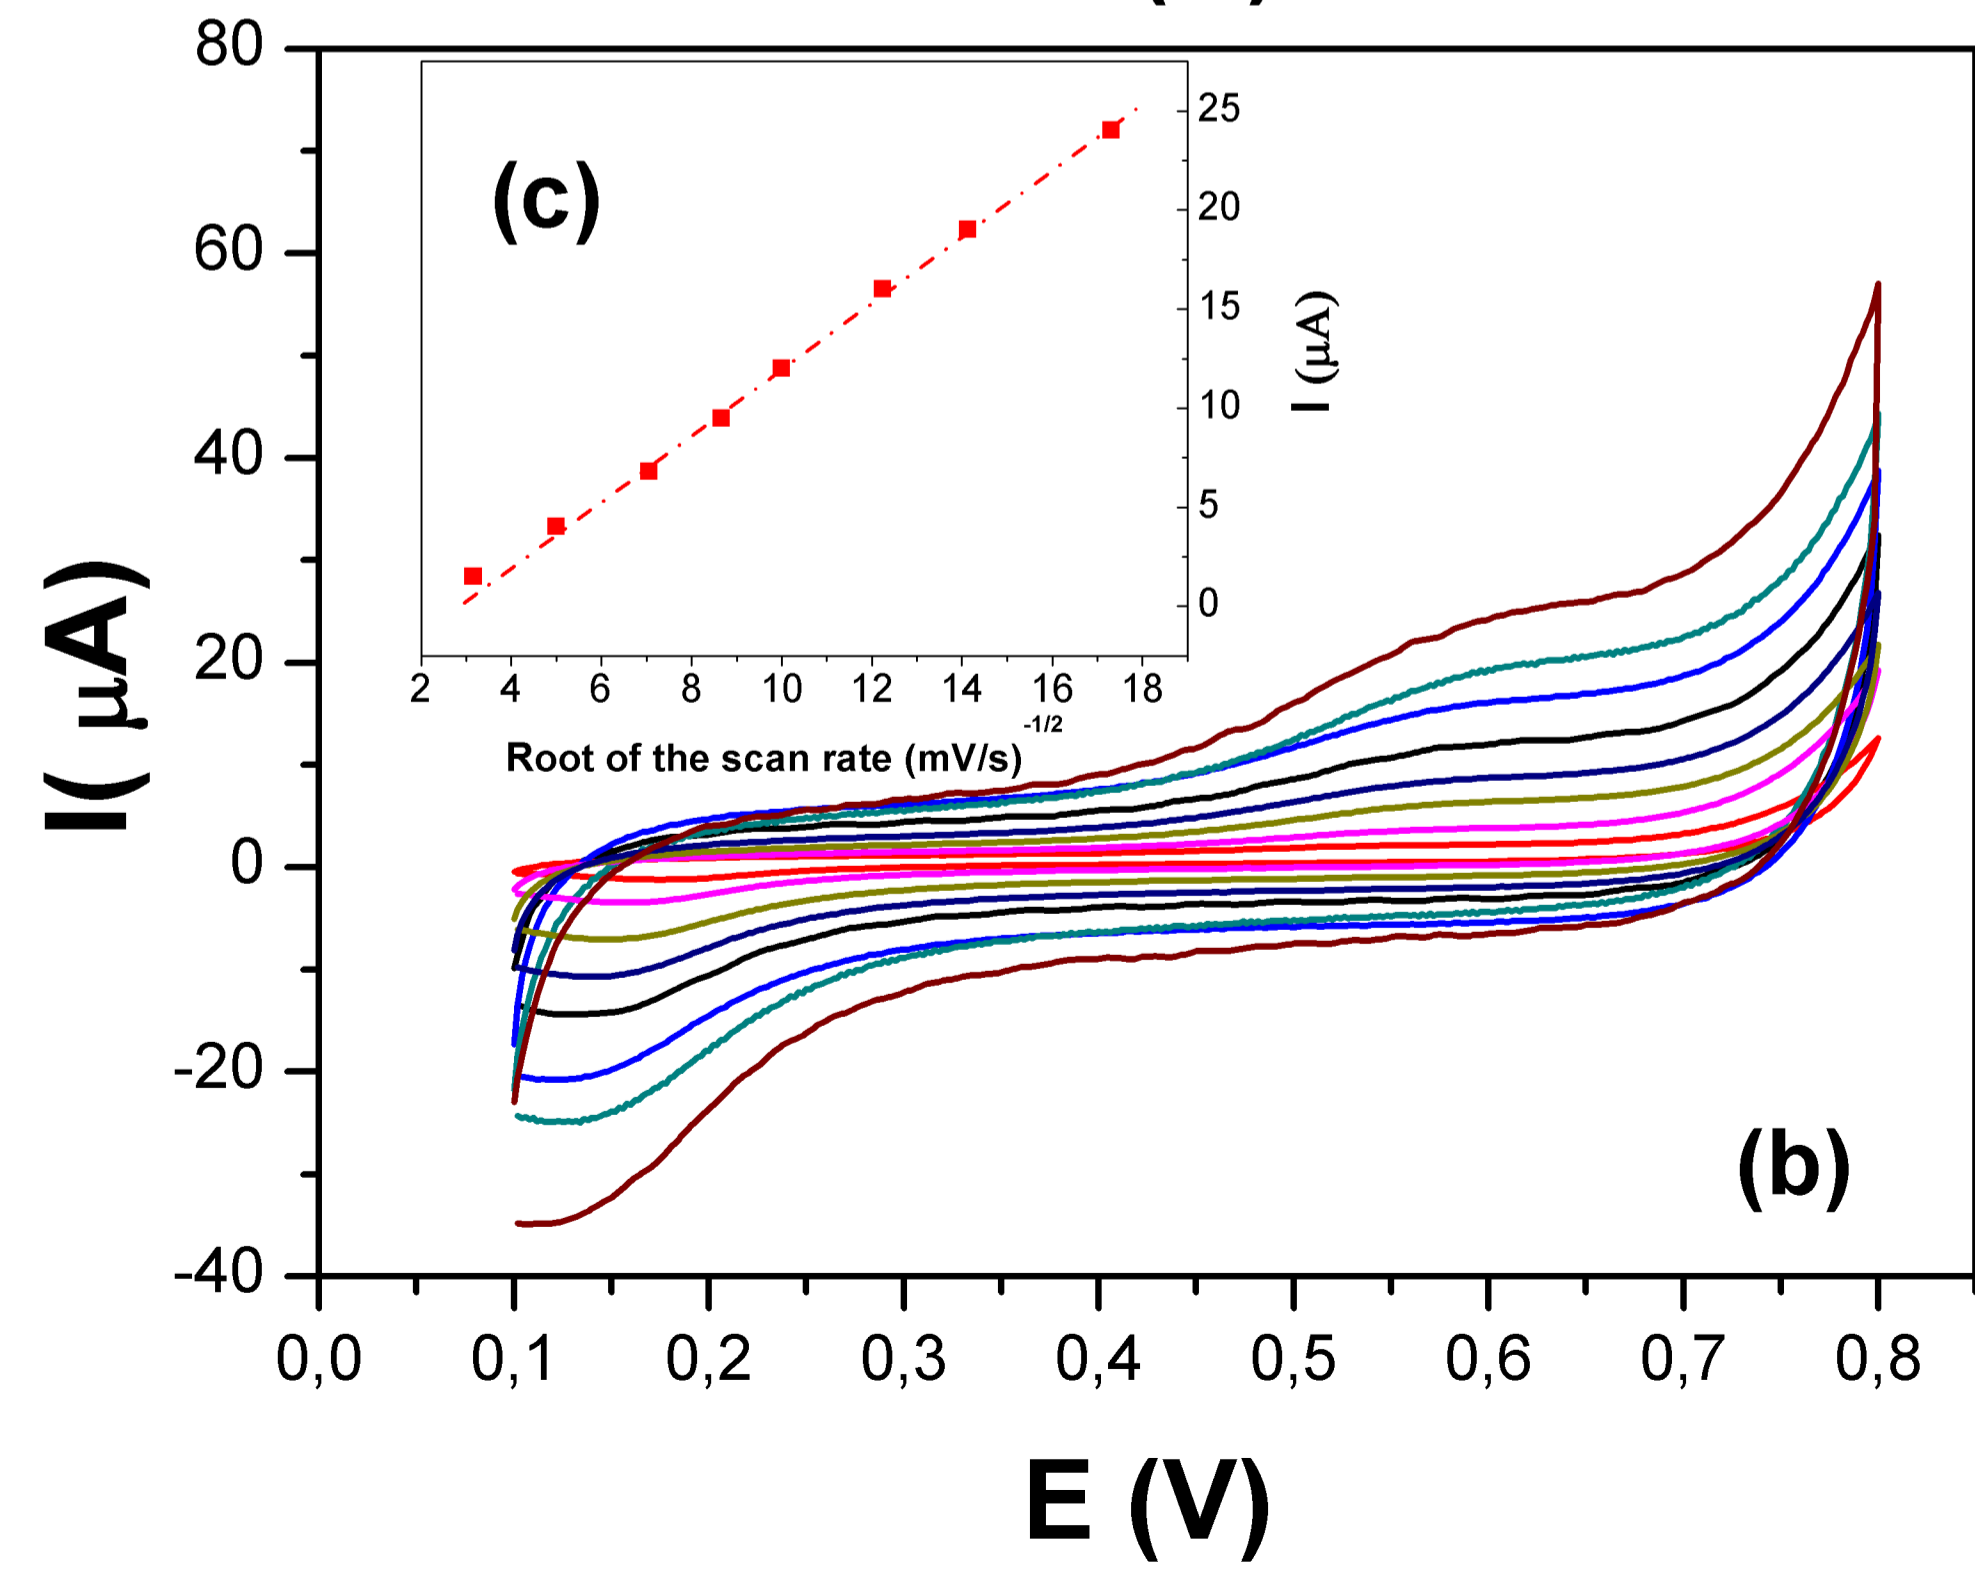 80
60
40
20
0
-20
-40
I( μA)
(c)
25
20
15
10
5
0
I (μA)
2 4 6 8 10 12 14 16 18
Root of the scan rate (mV/s)-1/2
(b)
0,0 0,1 0,2 0,3 0,4 0,5 0,6 0,7 0,8
E (V)